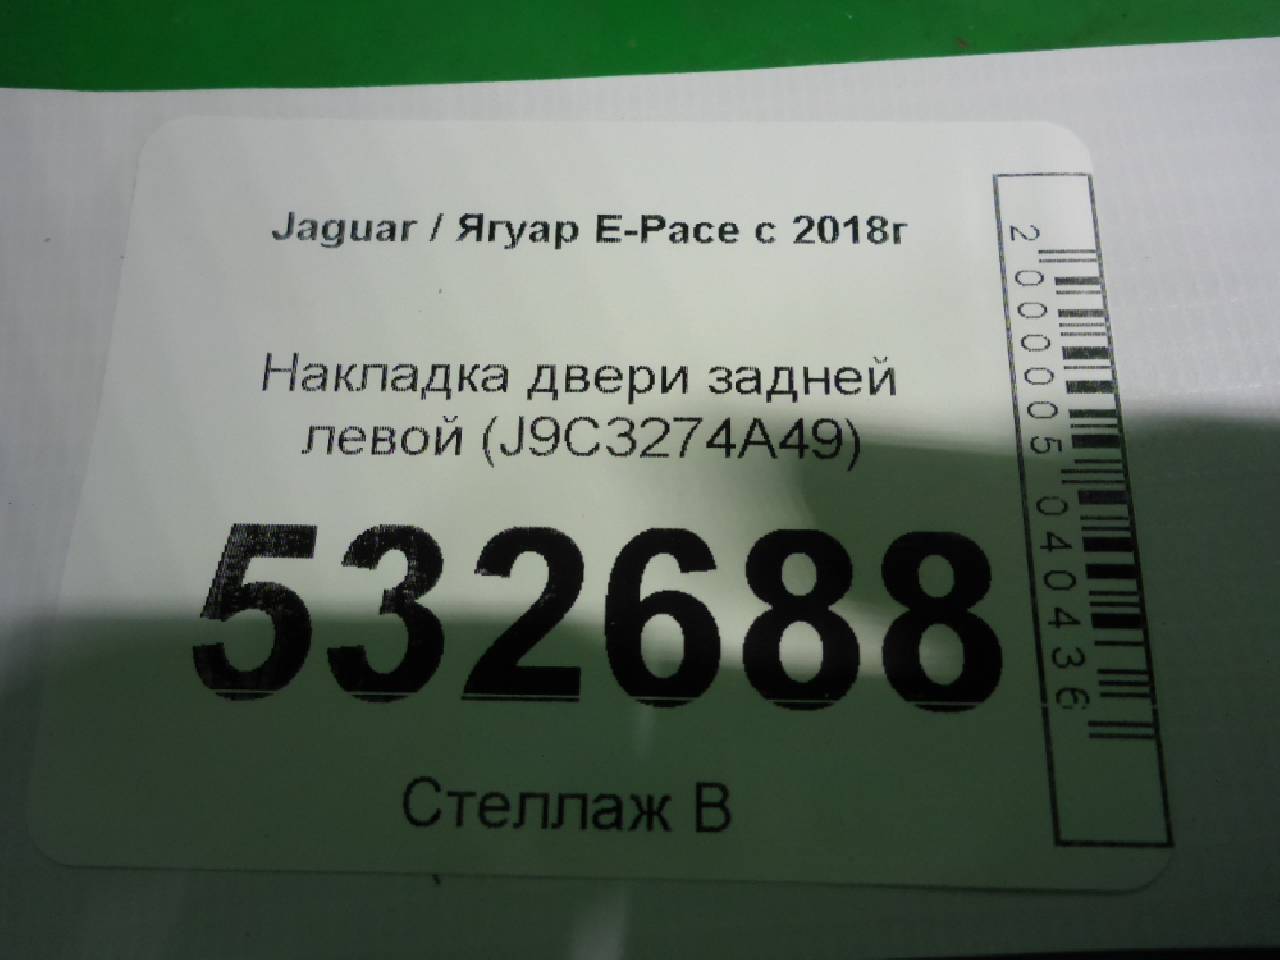 Jaguar / Ягуар E-Pace с 2018г
Накладка двери задней
левой (J9C3274A49)
532688
Стеллаж В
2000005040436